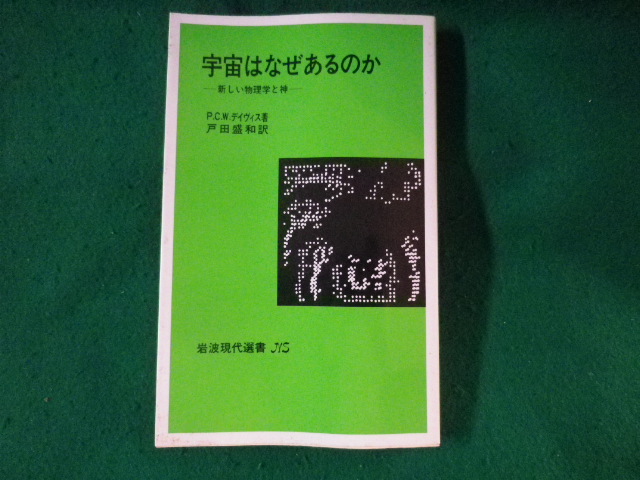 宇宙はなぜあるのか
―新しい物理学と神―
P.C.W.デイヴィス著
戸田盛和訳
岩波現代選書 NS